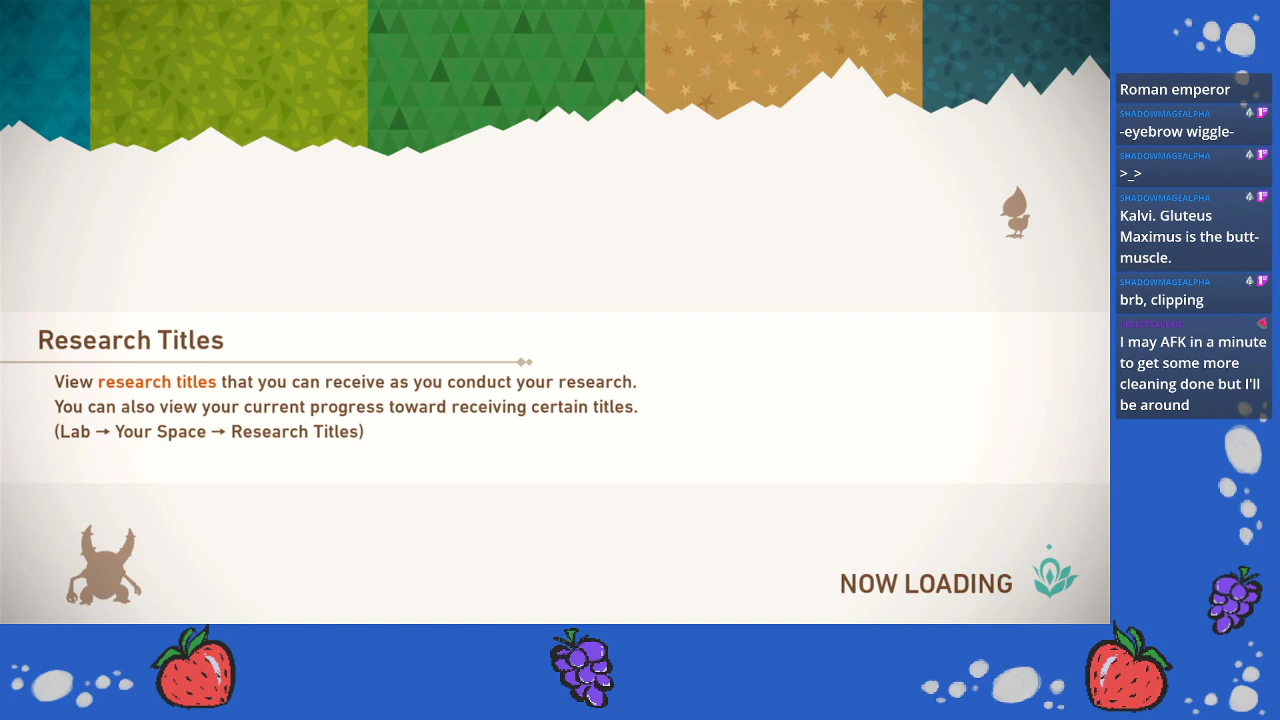 Research Titles
View research titles that you can receive as you conduct your research.
You can also view your current progress toward receiving certain titles.
(Lab → Your Space → Research Titles)
NOW LOADING
Roman emperor
SHADOWMAGEALPHA
-eyebrow wiggle-
SHADOWMAGEALPHA
>_>
SHADOWMAGEALPHA
Kalvi. Gluteus
Maximus is the butt-
muscle.
SHADOWMAGEALPHA
brb, clipping
I may AFK in a minute
to get some more
cleaning done but I'll
be around